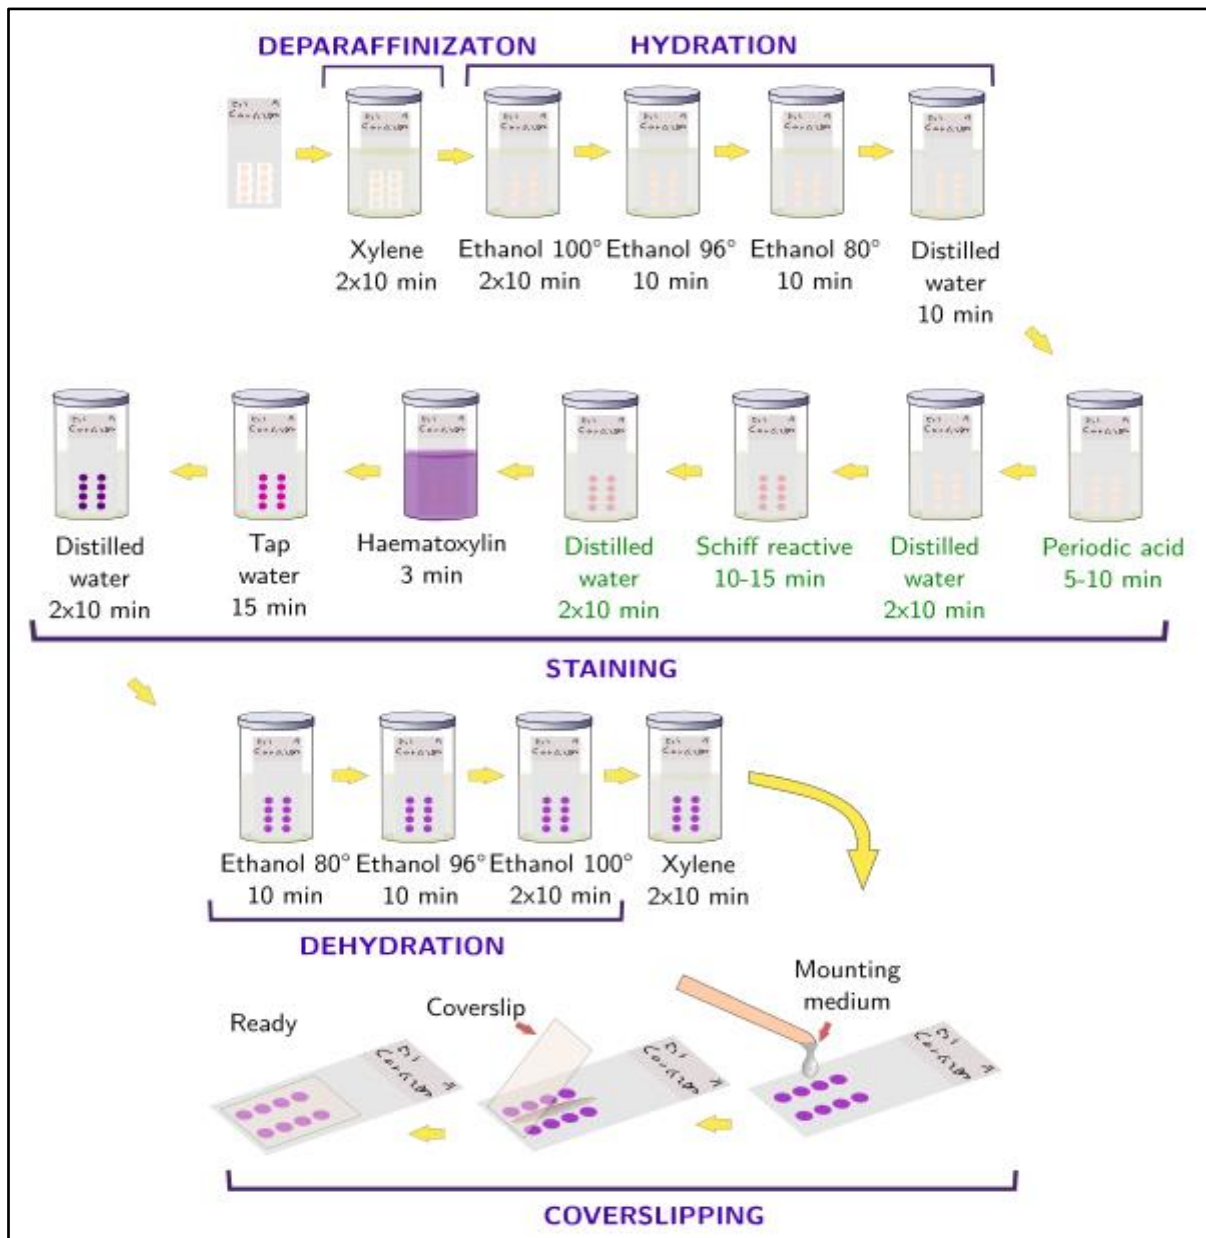 DEPARAFFINIZATON
HYDRATION
Xylene
2x10 min
Ethanol 100°
2x10 min
Ethanol 96°
10 min
Ethanol 80°
10 min
Distilled
water
10 min
Periodic acid
5-10 min
Distilled
water
2x10 min
Schiff reactive
10-15 min
Distilled
water
2x10 min
Haematoxylin
3 min
Tap
water
15 min
Distilled
water
2x10 min
STAINING
Ethanol 80°
10 min
Ethanol 96°
10 min
Ethanol 100°
2x10 min
Xylene
2x10 min
DEHYDRATION
Mounting
medium
Coverslip
Ready
COVERSLIPPING